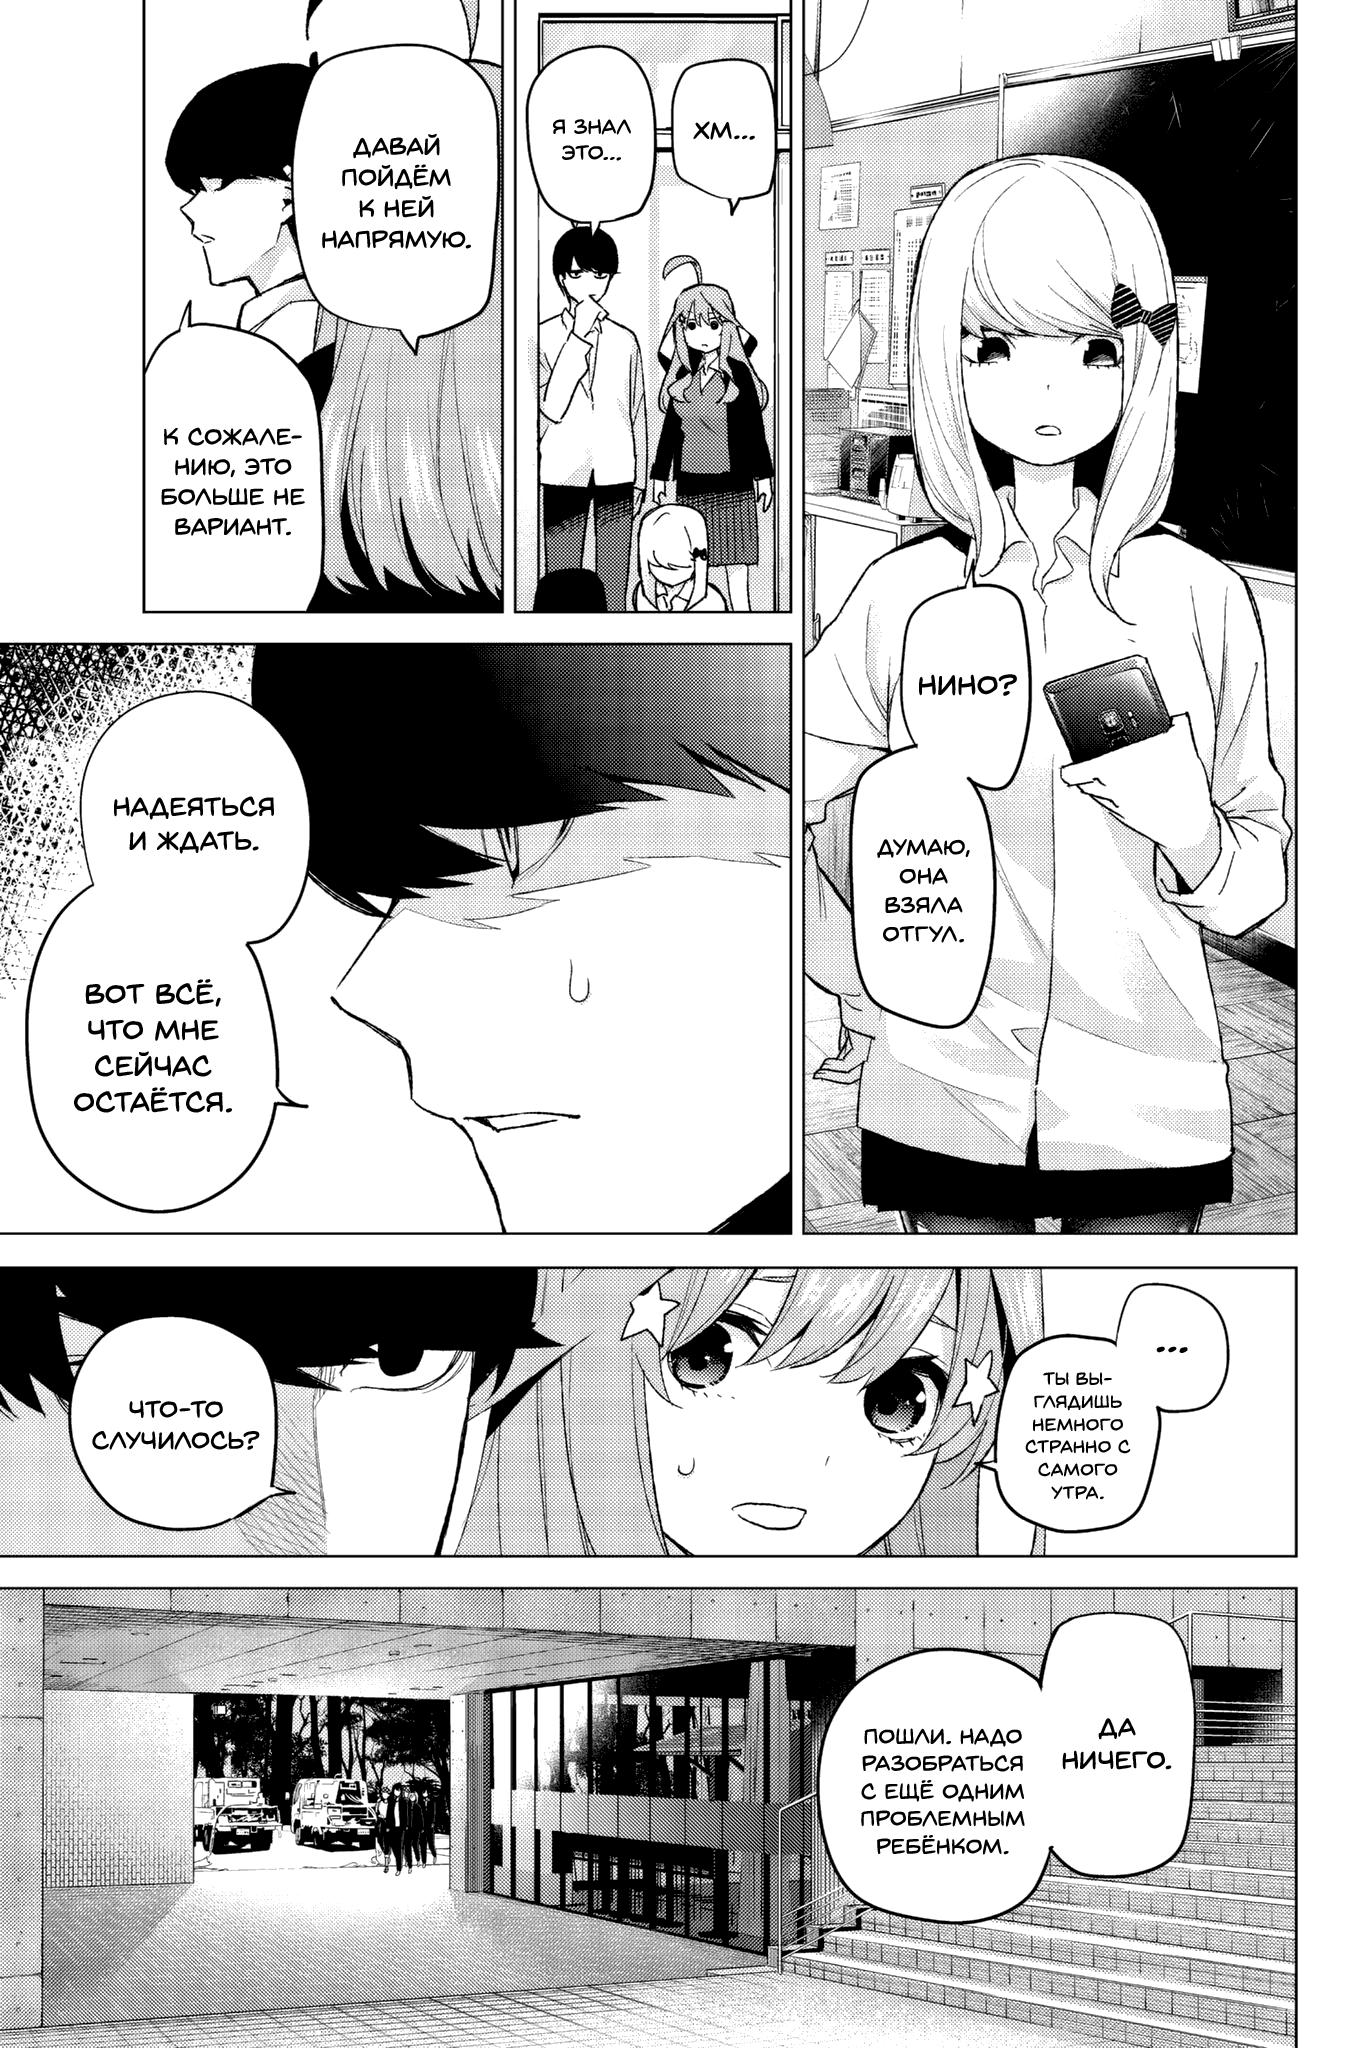 НИНО?
ДУМАЮ,
ОНА
ВЗЯЛА
ОТГУЛ.
ХМ...
Я ЗНАЛ
ЭТО...
ДАВАЙ
ПОЙДЁМ
К НЕЙ
НАПРЯМУЮ.
К СОЖАЛЕ-
НИЮ, ЭТО
БОЛЬШЕ НЕ
ВАРИАНТ.
НАДЕЯТЬСЯ
И ЖДАТЬ.
ВОТ ВСЁ,
ЧТО МНЕ
СЕЙЧАС
ОСТАЁТСЯ.
...
ТЫ ВЫ-
ГЛЯДИШЬ
НЕМНОГО
СТРАННО С
САМОГО
УТРА.
ЧТО-ТО
СЛУЧИЛОСЬ?
ДА
НИЧЕГО.
ПОШЛИ. НАДО
РАЗОБРАТЬСЯ
С ЕЩЁ ОДНИМ
ПРОБЛЕМНЫМ
РЕБЁНКОМ.